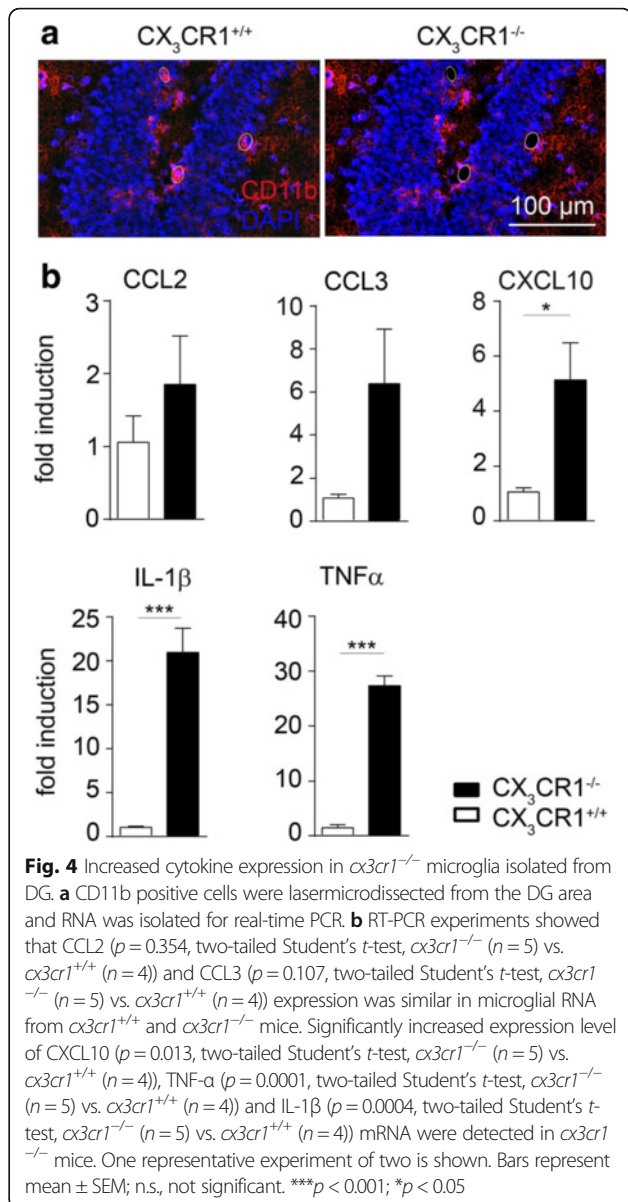 a
CX₃CR1⁺/⁺ CX₃CR1⁻/⁻
CD11b
DAPI
100 µm
b
CCL2 CCL3 CXCL10
fold induction
3
2
1
0
10
8
6
4
2
0
8
6
4
2
0
*
IL-1β TNFα
fold induction
25
20
15
10
5
0
***
40
30
20
10
0
***
CX₃CR1⁻/⁻
CX₃CR1⁺/⁺
Fig. 4 Increased cytokine expression in cx3cr1⁻/⁻ microglia isolated from
DG. a CD11b positive cells were lasermicrodissected from the DG area
and RNA was isolated for real-time PCR. b RT-PCR experiments showed
that CCL2 (p = 0.354, two-tailed Student's t-test, cx3cr1⁻/⁻ (n = 5) vs.
cx3cr1⁺/⁺ (n = 4)) and CCL3 (p = 0.107, two-tailed Student's t-test, cx3cr1
⁻/⁻ (n = 5) vs. cx3cr1⁺/⁺ (n = 4)) expression was similar in microglial RNA
from cx3cr1⁺/⁺ and cx3cr1⁻/⁻ mice. Significantly increased expression level
of CXCL10 (p = 0.013, two-tailed Student's t-test, cx3cr1⁻/⁻ (n = 5) vs.
cx3cr1⁺/⁺ (n = 4)), TNF-α (p = 0.0001, two-tailed Student's t-test, cx3cr1⁻/⁻
(n = 5) vs. cx3cr1⁺/⁺ (n = 4)) and IL-1β (p = 0.0004, two-tailed Student's t-
test, cx3cr1⁻/⁻ (n = 5) vs. cx3cr1⁺/⁺ (n = 4)) mRNA were detected in cx3cr1
⁻/⁻ mice. One representative experiment of two is shown. Bars represent
mean ± SEM; n.s., not significant. ***p < 0.001; *p < 0.05